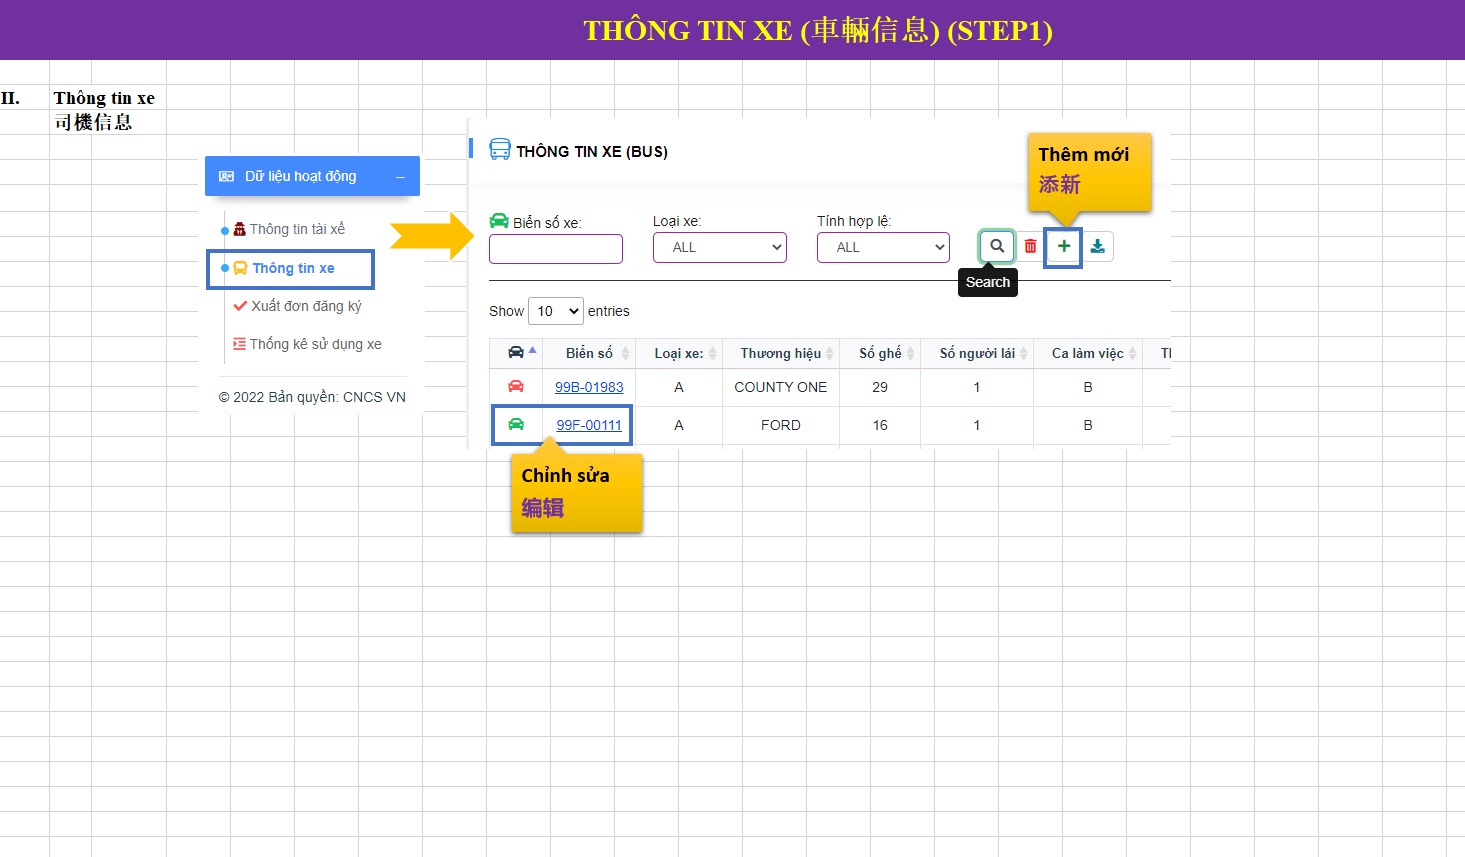 THÔNG TIN XE (車輛信息) (STEP1)
II. Thông tin xe
司機信息
Dữ liệu hoạt động
Thông tin tài xế
Thông tin xe
Xuất đơn đăng ký
Thống kê sử dụng xe
© 2022 Bản quyền: CNCS VN
THÔNG TIN XE (BUS)
Thêm mới
添新
Biển số xe: Loại xe: Tính hợp lệ:
ALL ALL
Search
Show 10 entries
Biển số Loại xe: Thương hiệu Số ghế Số người lái Ca làm việc
99B-01983 A COUNTY ONE 29 1 B
99F-00111 A FORD 16 1 B
Chỉnh sửa
编辑